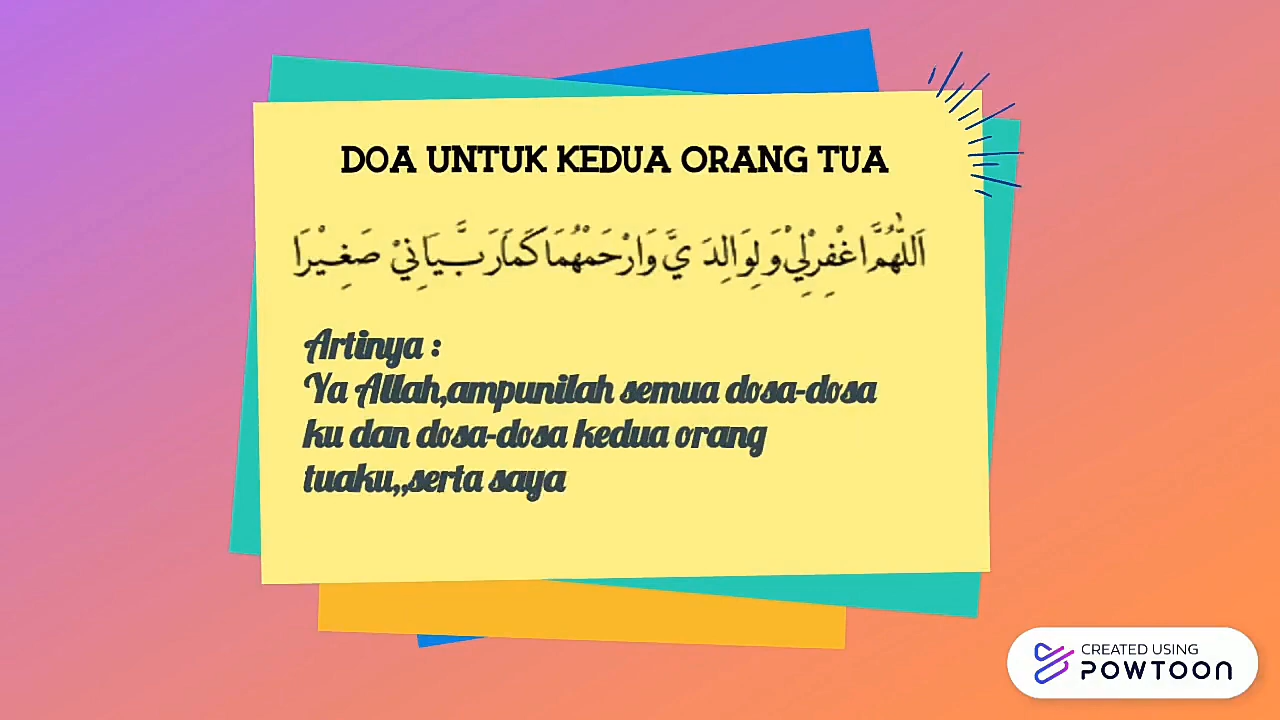 DOA UNTUK KEDUA ORANG TUA
اَللّٰهُمَّ اغْفِرْلِيْ وَلِوَالِدَيَّ وَارْحَمْهُمَا كَمَا رَبَّيَانِيْ صَغِيْرَا
Artinya :
Ya Allah,ampunilah semua dosa-dosa
ku dan dosa-dosa kedua orang
tuaku,,serta saya
CREATED USING
POWTOON